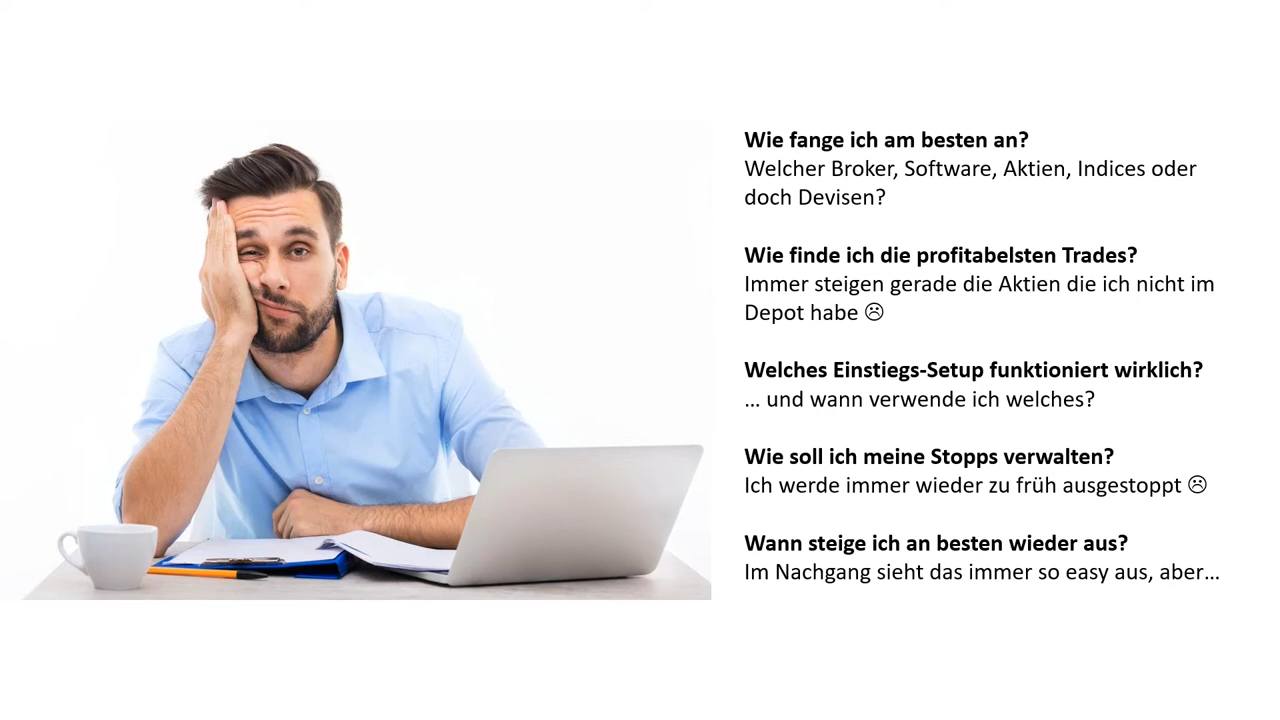 Wie fange ich am besten an?
Welcher Broker, Software, Aktien, Indices oder
doch Devisen?
Wie finde ich die profitabelsten Trades?
Immer steigen gerade die Aktien die ich nicht im
Depot habe ☹
Welches Einstiegs-Setup funktioniert wirklich?
... und wann verwende ich welches?
Wie soll ich meine Stopps verwalten?
Ich werde immer wieder zu früh ausgestoppt ☹
Wann steige ich an besten wieder aus?
Im Nachgang sieht das immer so easy aus, aber...